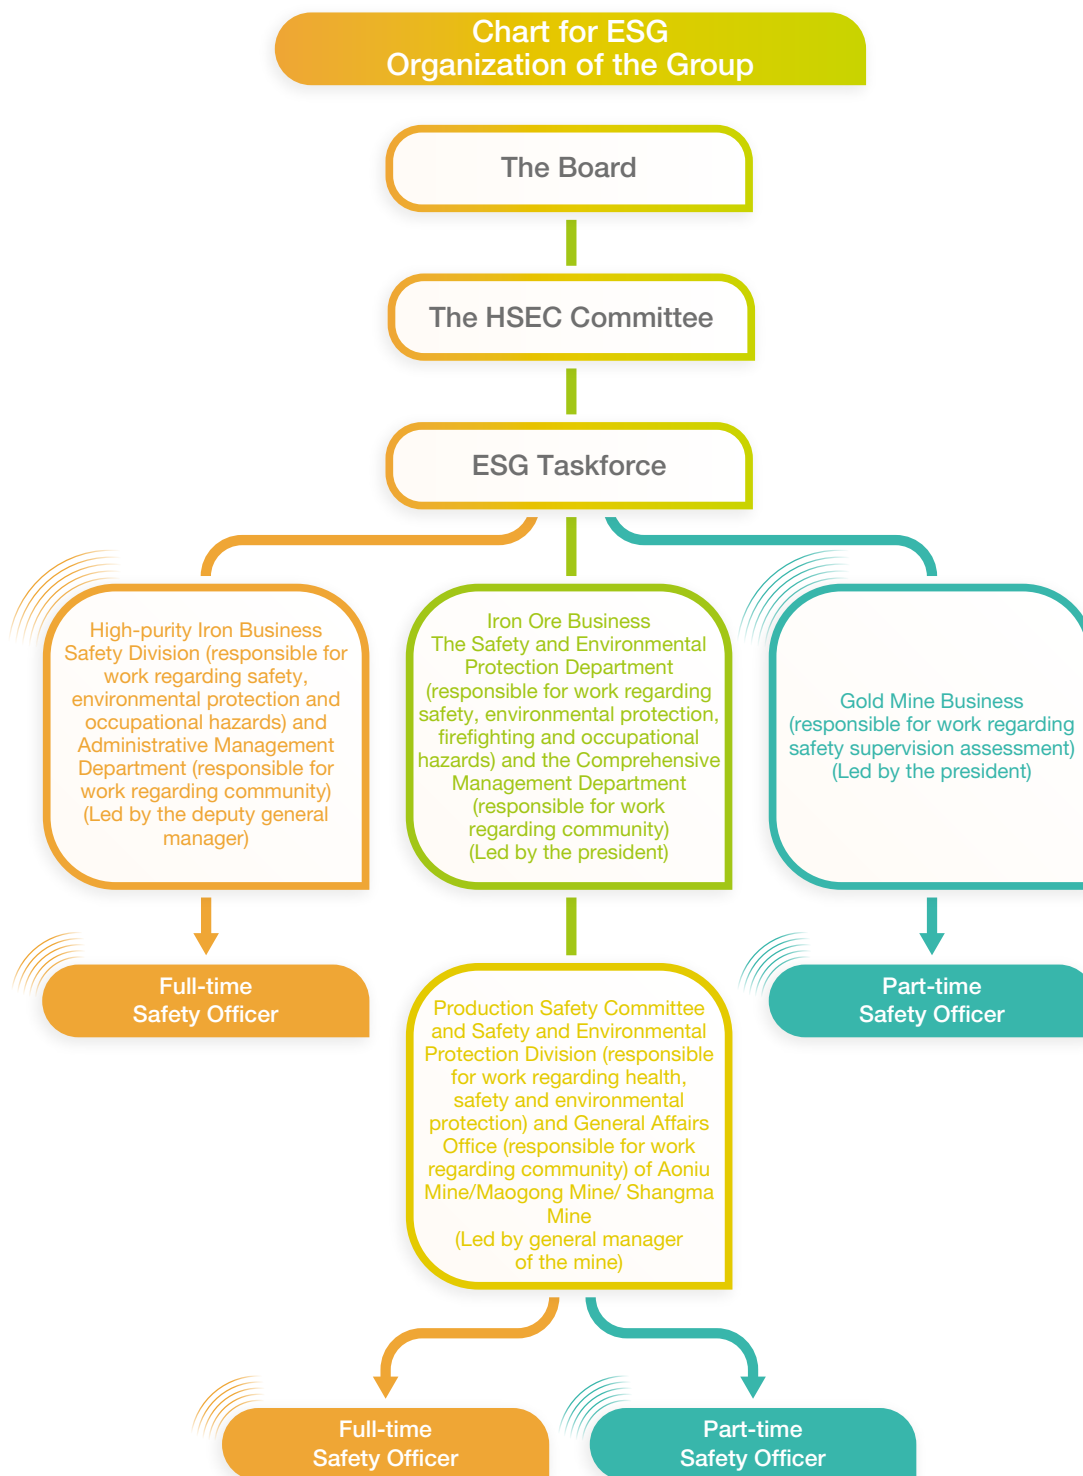 Chart for ESG
Organization of the Group
The Board
The HSEC Committee
ESG Taskforce
High-purity Iron Business
Safety Division (responsible for
work regarding safety,
environmental protection and
occupational hazards) and
Administrative Management
Department (responsible for
work regarding community)
(Led by the deputy general
manager)
Iron Ore Business
The Safety and Environmental
Protection Department
(responsible for work regarding
safety, environmental protection,
firefighting and occupational
hazards) and the Comprehensive
Management Department
(responsible for work
regarding community)
(Led by the president)
Gold Mine Business
(responsible for work regarding
safety supervision assessment)
(Led by the president)
Full-time
Safety Officer
Production Safety Committee
and Safety and Environmental
Protection Division (responsible
for work regarding health,
safety and environmental
protection) and General Affairs
Office (responsible for work
regarding community) of Aoniu
Mine/Maogong Mine/ Shangma
Mine
(Led by general manager
of the mine)
Part-time
Safety Officer
Full-time
Safety Officer
Part-time
Safety Officer